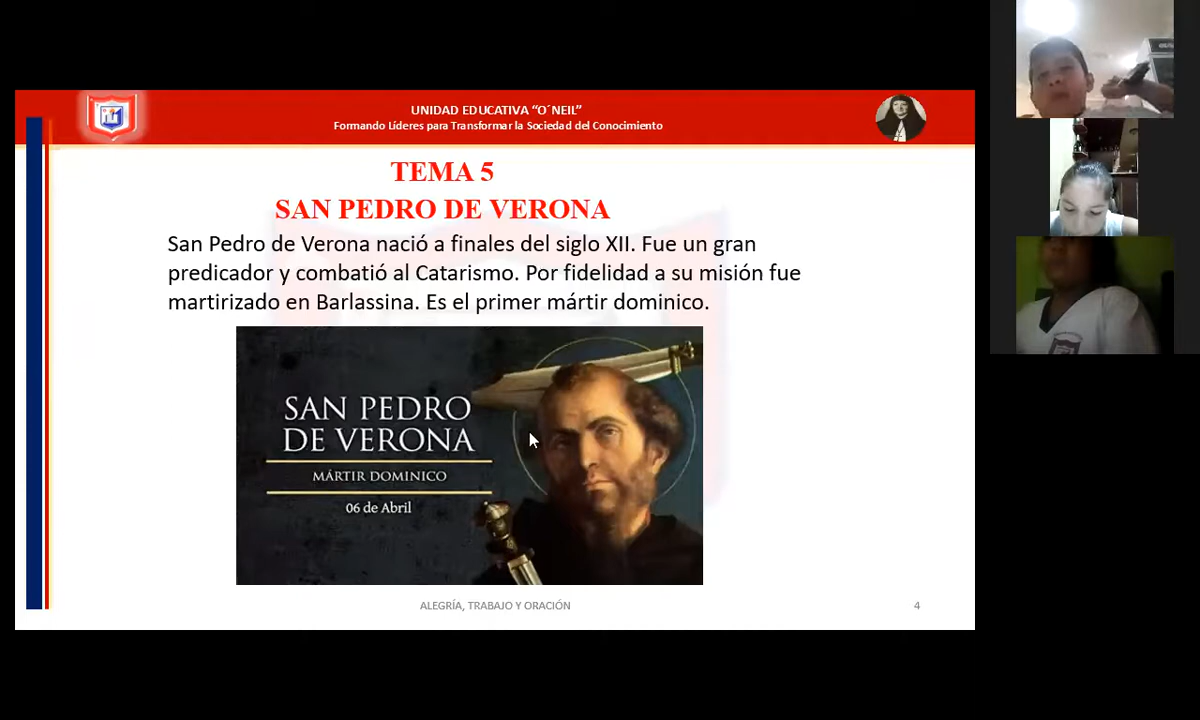 UNIDAD EDUCATIVA “O´NEIL”
Formando Líderes para Transformar la Sociedad del Conocimiento
TEMA 5
SAN PEDRO DE VERONA
San Pedro de Verona nació a finales del siglo XII. Fue un gran
predicador y combatió al Catarismo. Por fidelidad a su misión fue
martirizado en Barlassina. Es el primer mártir dominico.
SAN PEDRO
DE VERONA
MÁRTIR DOMINICO
06 de Abril
ALEGRÍA, TRABAJO Y ORACIÓN
4